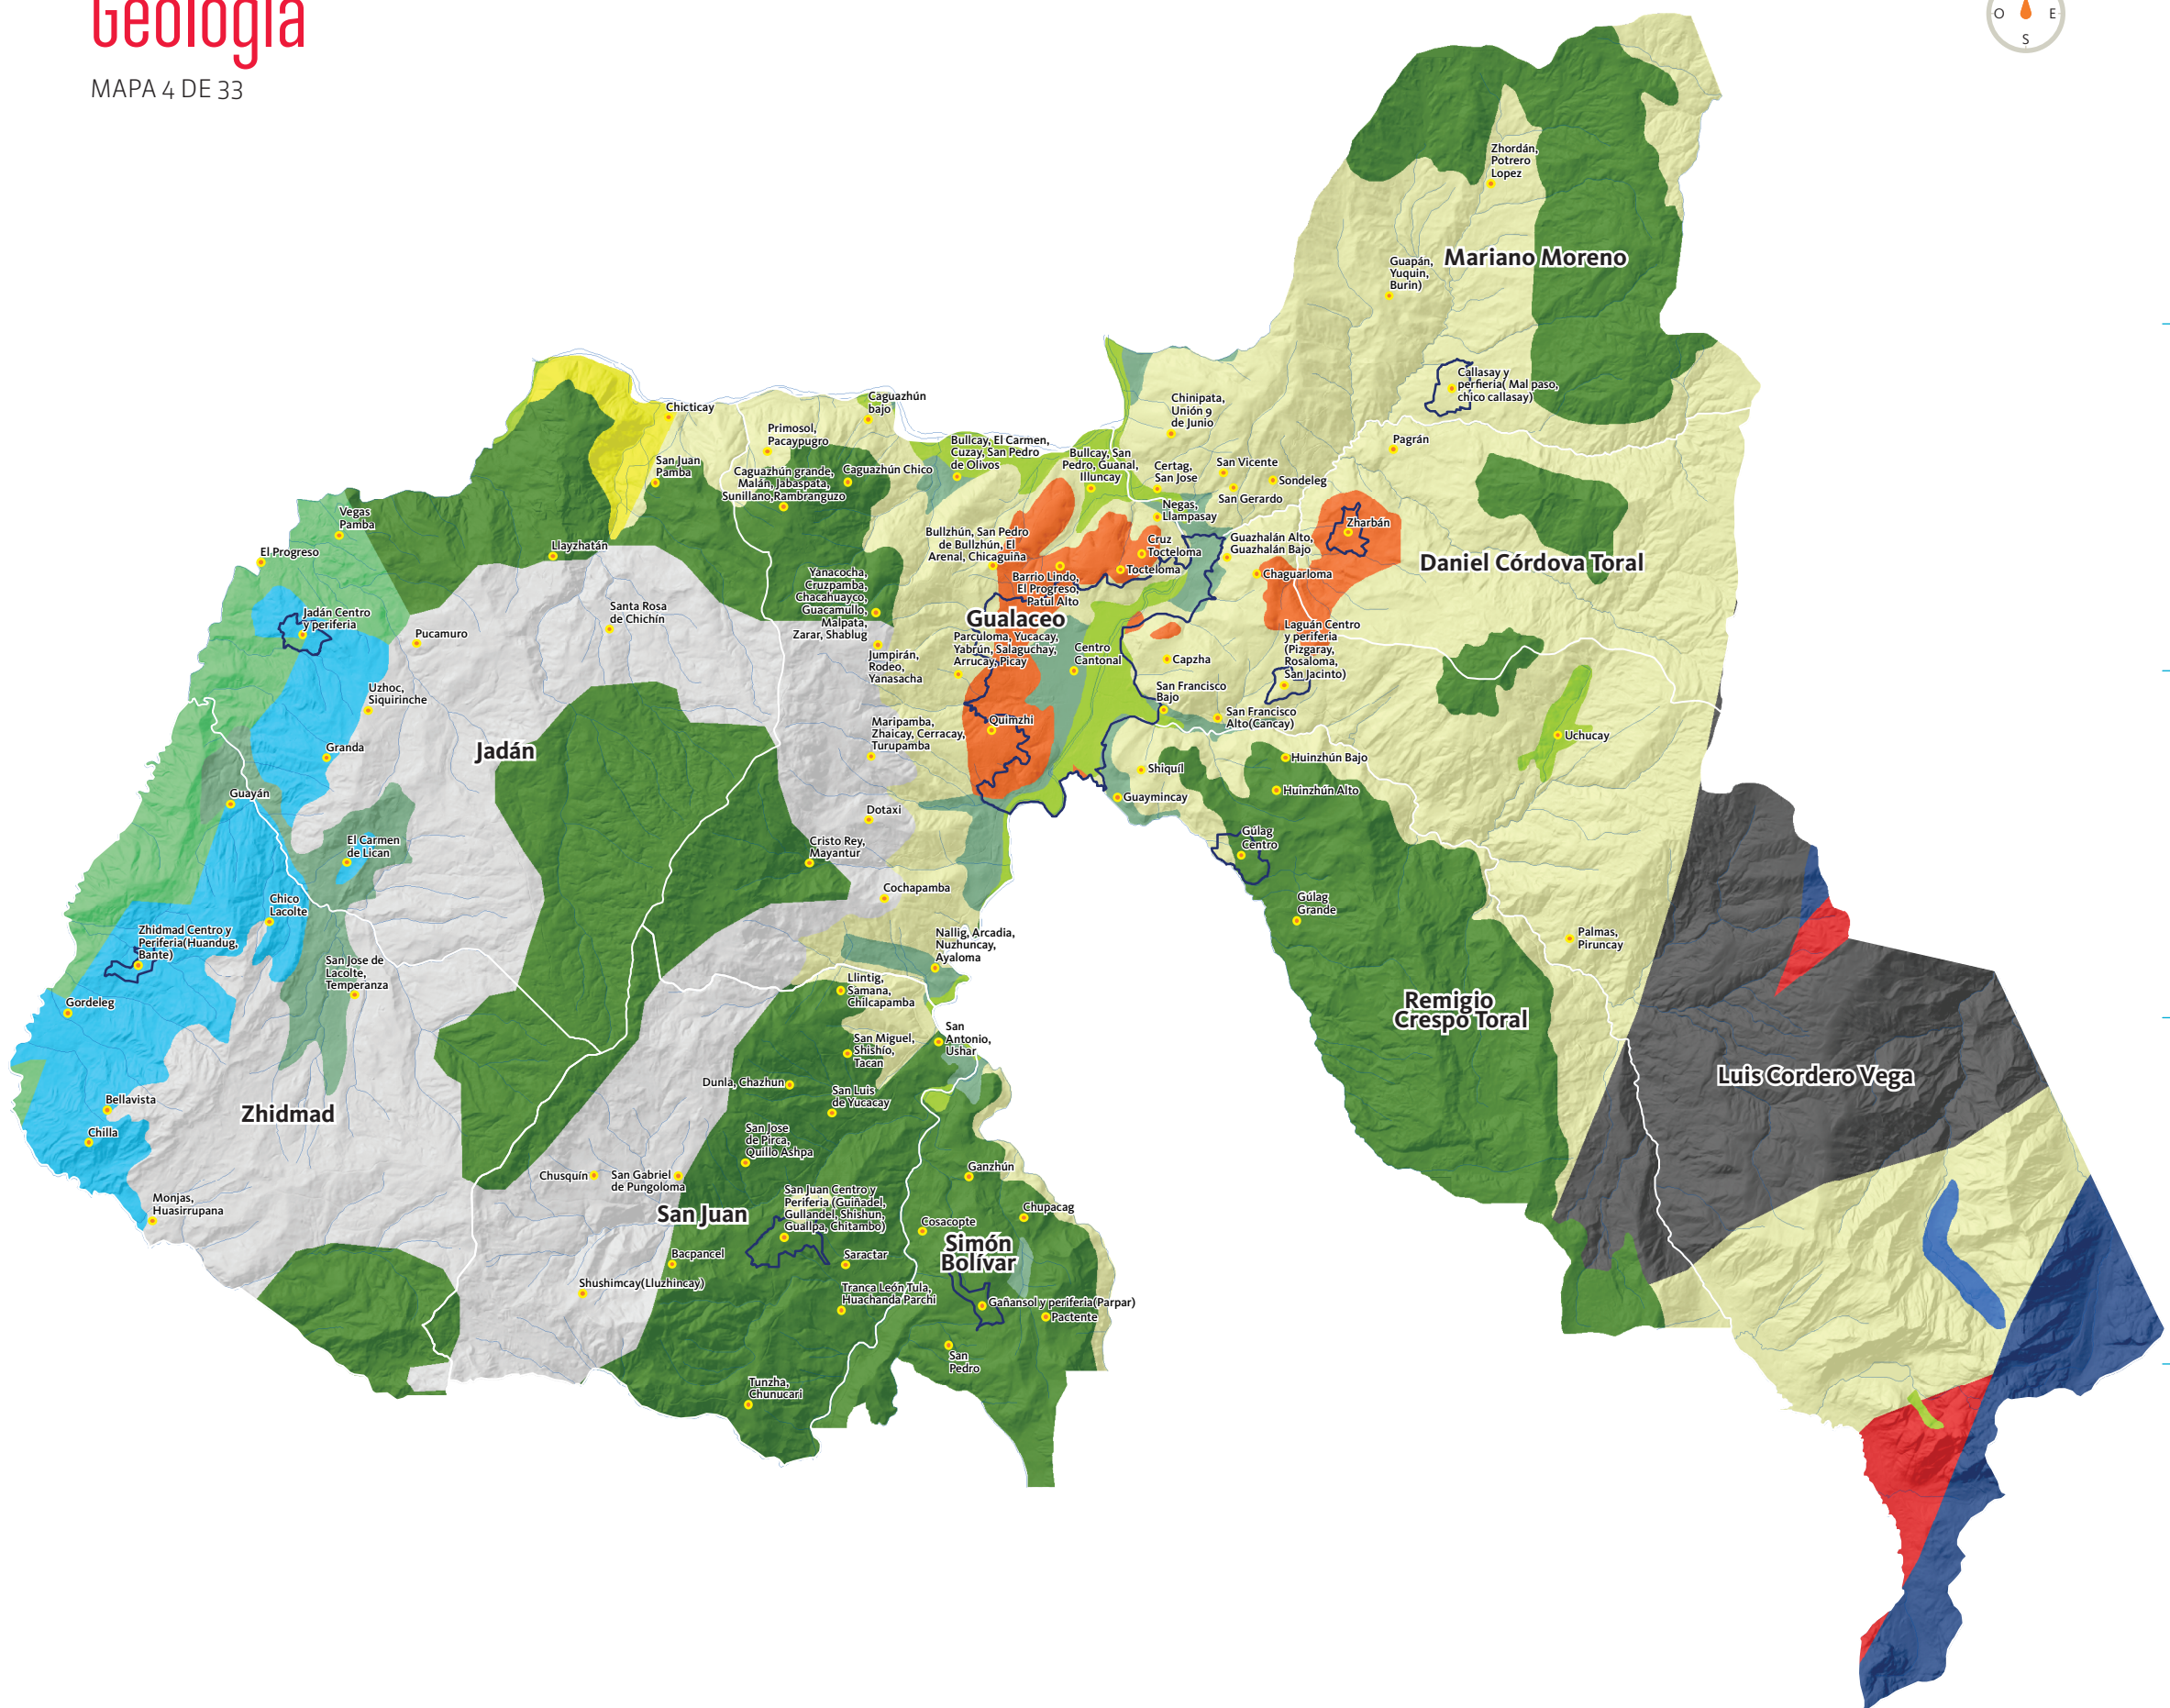 Geología
MAPA 4 DE 33
O
E
S
Zhordán,
Potrero
Lopez
Mariano Moreno
Guapán,
Yuquin,
Burin)
Callasay y
perfiería( Mal paso,
chico callasay)
Chicticay
Caguazhún
bajo
Chinipata,
Unión 9
de Junio
Primosol,
Pacaypugro
Bullcay, El Carmen,
Cuzay, San Pedro
de Olivos
Pagrán
San Juan
Pamba
Caguazhún grande,
Malán, Jabaspata,
Sunillano,Rambranguzo
Caguazhún Chico
Bullcay, San
Pedro, Guanal,
Illuncay
Certag,
San Jose
San Vicente
Sondeleg
San Gerardo
Vegas
Pamba
Negas,
Llampasay
Zharbán
El Progreso
Llayzhatán
Bullzhún, San Pedro
de Bullzhún, El
Arenal, Chicaguiña
Cruz
Tocteloma
Guazhalán Alto,
Guazhalán Bajo
Daniel Córdova Toral
Yanacocha,
Cruzpamba,
Chacahuayco,
Guacamullo,
Malpata,
Zarar, Shablug
Barrio Lindo,
El Progreso,
Patul Alto
Tocteloma
Chaguarloma
Jadán Centro
y periferia
Santa Rosa
de Chichín
Pucamuro
Gualaceo
Laguán Centro
y periferia
(Pizgaray,
Rosaloma,
San Jacinto)
Jumpirán,
Rodeo,
Yanasacha
Parculoma, Yucacay,
Yabrún, Salaguchay,
Arrucay, Picay
Centro
Cantonal
Capzha
Uzhoc,
Siquirinche
San Francisco
Bajo
San Francisco
Alto(Cancay)
Maripamba,
Zhaicay, Cerracay,
Turupamba
Quimzhi
Uchucay
Granda
Jadán
Huinzhún Bajo
Shiquil
Guayán
Huinzhún Alto
Guaymincay
Dotaxi
El Carmen
de Lican
Cristo Rey,
Mayantur
Gúlag
Centro
Cochapamba
Chico
Lacolte
Gúlag
Grande
Zhidmad Centro y
Periferia(Huandug,
Bante)
Nallig, Arcadia,
Nuzhuncay,
Ayaloma
Palmas,
Piruncay
San Jose de
Lacolte,
Temperanza
Llintig,
Samana,
Chilcapamba
Gordeleg
Remigio
Crespo Toral
San Miguel,
Shishío,
Tacan
San
Antonio,
Ushar
Luis Cordero Vega
Dunla, Chazhun
San Luis
de Yucacay
Bellavista
Zhidmad
Chilla
San Jose
de Pirca,
Quillo Ashpa
Chusquín
San Gabriel
de Pungoloma
Ganzhún
Monjas,
Huasirrupana
San Juan
San Juan Centro y
Periferia (Guiñadel,
Gullandel, Shishun,
Guallpa, Chitambo)
Chupacag
Cosacopte
Simón
Bolívar
Bacpancel
Saractar
Shushimcay(Lluzhincay)
Tranca León Tula,
Huachanda Parchi
Gañansol y periferia(Parpar)
Pactente
San
Pedro
Tunzha,
Chunucari